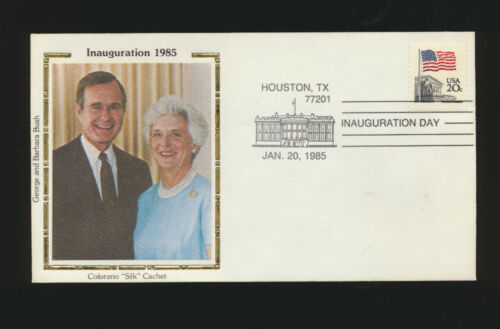 Inauguration 1985
George and Barbara Bush
Colorano "Silk" Cachet
HOUSTON, TX
77201
JAN. 20, 1985
INAUGURATION DAY
USA
20c